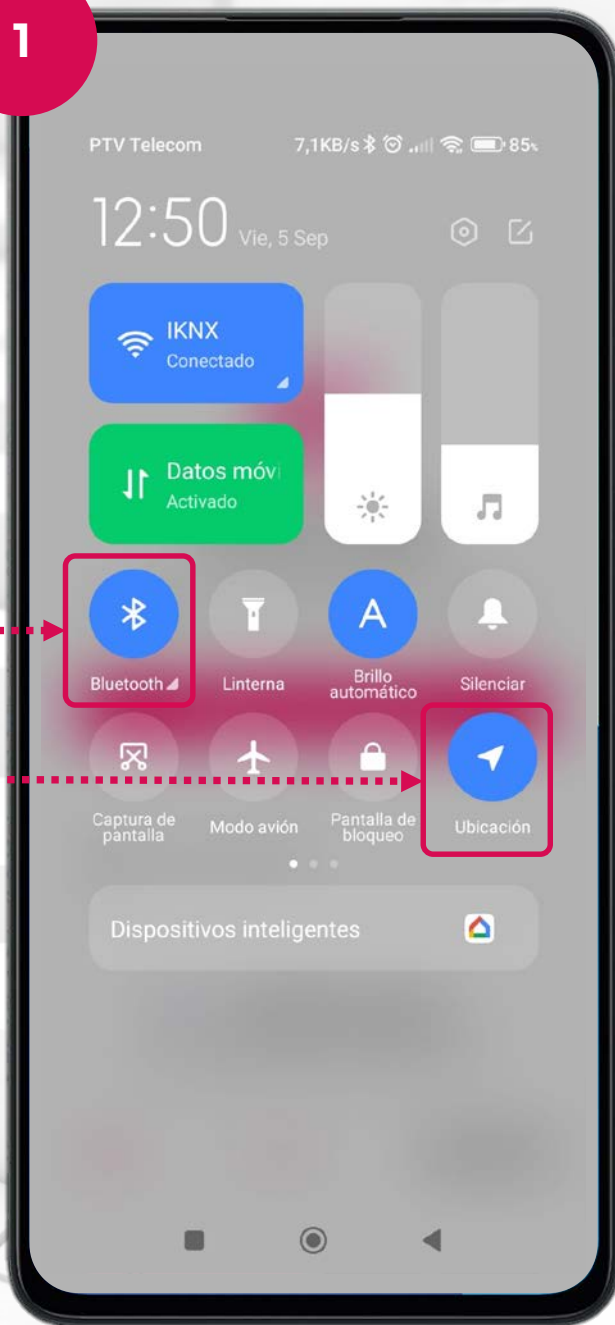 1
PTV Telecom 7,1KB/s 85%
12:50 Vie, 5 Sep
IKNX
Conectado
Datos móvi
Activado
A
Bluetooth
Linterna
Brillo
automático
Silenciar
Captura de
pantalla
Modo avión
Pantalla de
bloqueo
Ubicación
Dispositivos inteligentes